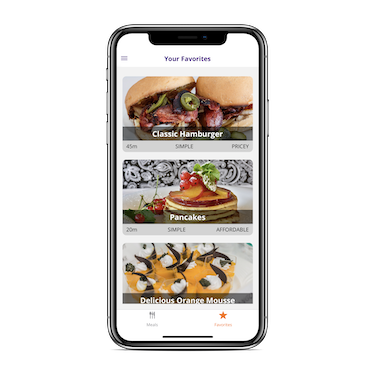 Your Favorites
Classic Hamburger
45m SIMPLE PRICEY
Pancakes
20m SIMPLE AFFORDABLE
Delicious Orange Mousse
Meals Favorites